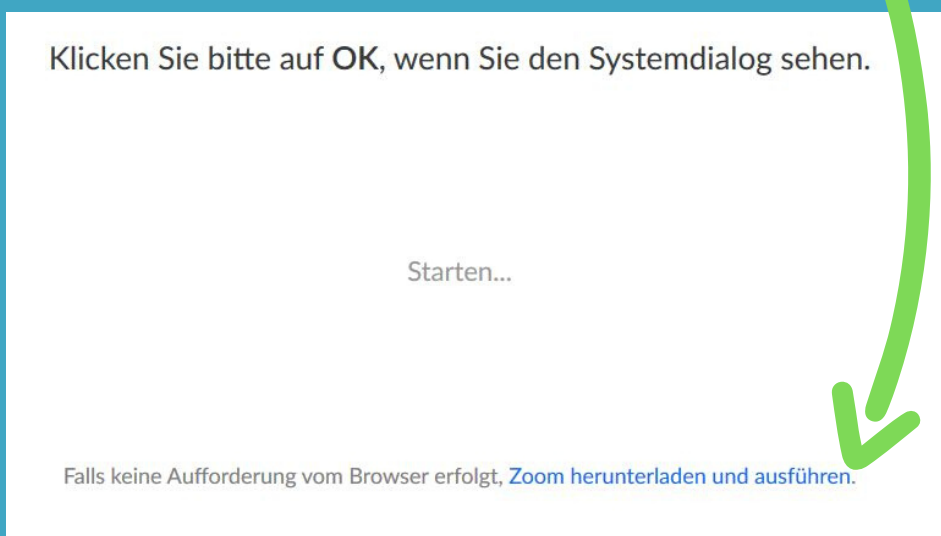 Klicken Sie bitte auf OK, wenn Sie den Systemdialog sehen.
Starten...
Falls keine Aufforderung vom Browser erfolgt, Zoom herunterladen und ausführen.